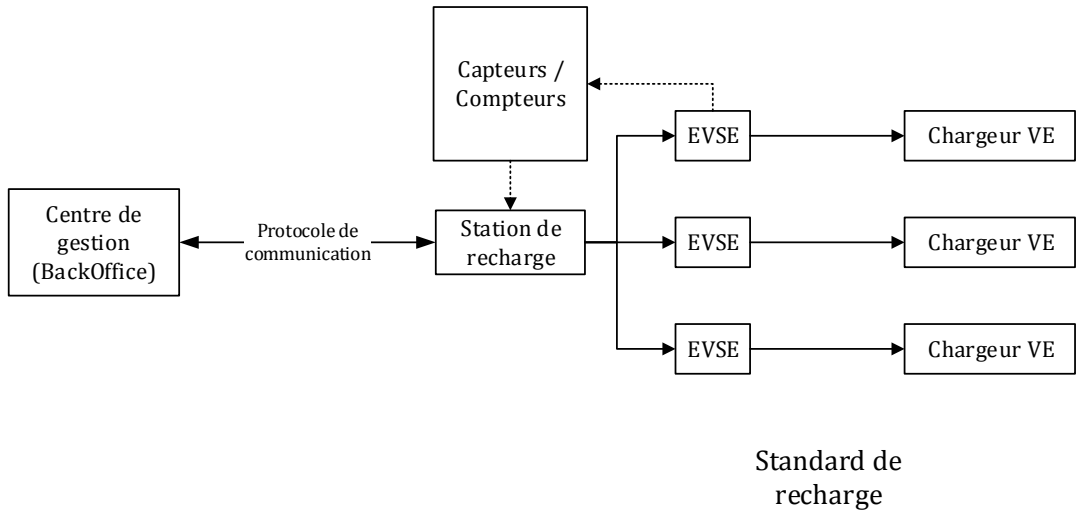 Capteurs /
Compteurs
EVSE
Chargeur VE
Centre de
gestion
(BackOffice)
Protocole de
communication
Station de
recharge
EVSE
Chargeur VE
EVSE
Chargeur VE
Standard de
recharge